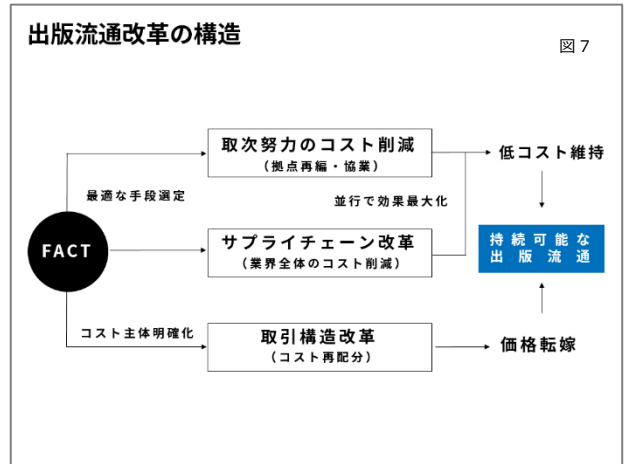 出版流通改革の構造
図7
取次努力のコスト削減
(拠点再編・協業)
低コスト維持
最適な手段選定
並行で効果最大化
FACT
サプライチェーン改革
(業界全体のコスト削減)
持続可能な
出版流通
コスト主体明確化
取引構造改革
(コスト再配分)
価格転嫁